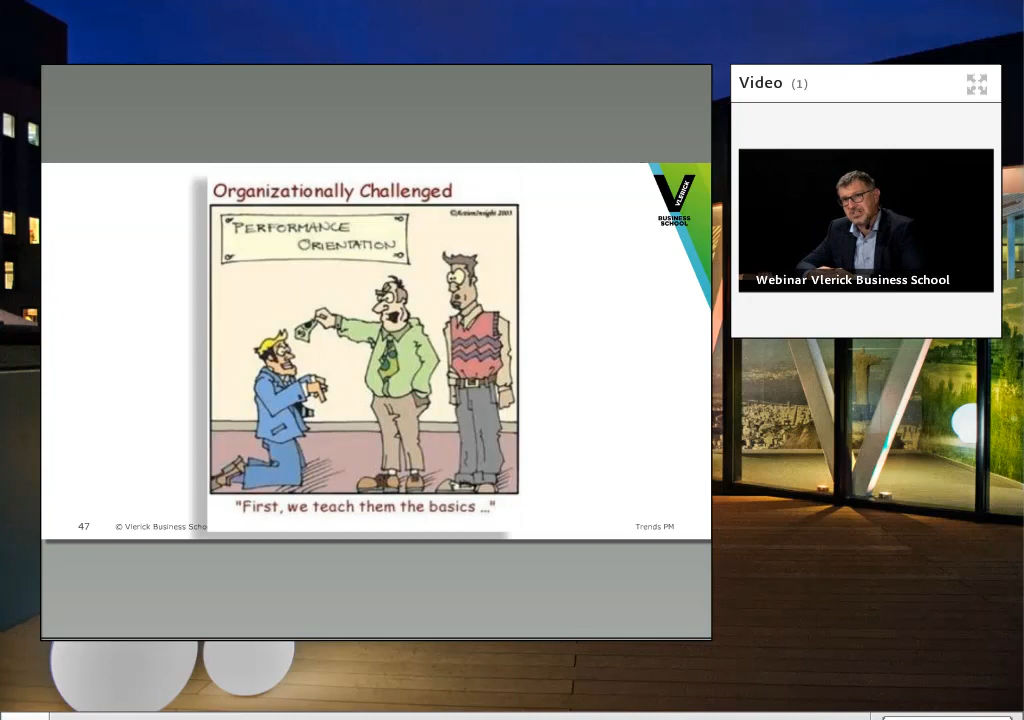 Organizationally Challenged
©ActionInsight 2003
PERFORMANCE
ORIENTATION
"First, we teach them the basics ..."
47 © Vlerick Business Scho
Trends PM
VLERICK
BUSINESS
SCHOOL
Video (1)
Webinar Vlerick Business School